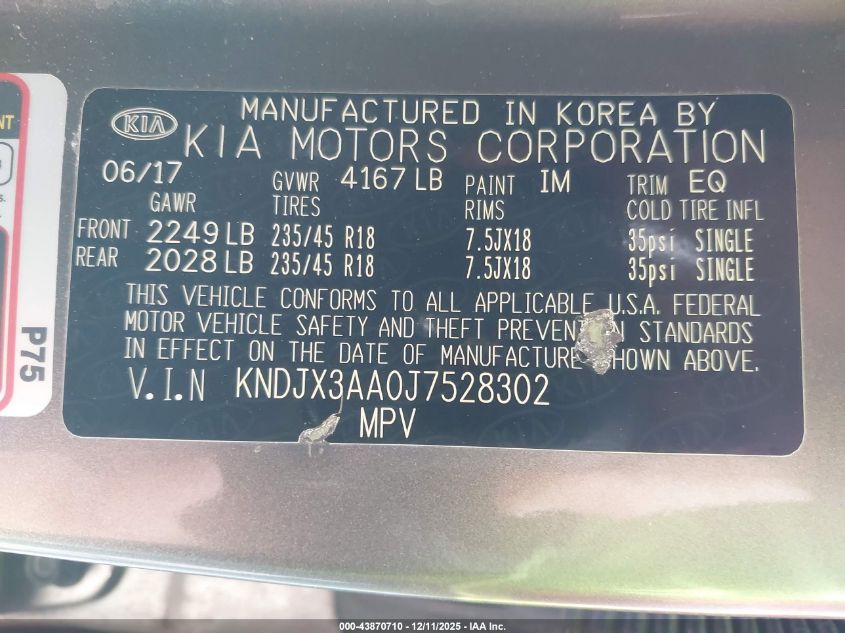 MANUFACTURED IN KOREA BY
KIA KIA MOTORS CORPORATION
06/17 GVWR 4167 LB PAINT IM TRIM EQ
GAWR TIRES RIMS COLD TIRE INFL
FRONT 2249 LB 235/45 R18 7.5JX18 35psi SINGLE
REAR 2028 LB 235/45 R18 7.5JX18 35psi SINGLE
THIS VEHICLE CONFORMS TO ALL APPLICABLE U.S.A. FEDERAL
MOTOR VEHICLE SAFETY AND THEFT PREVENTION STANDARDS
IN EFFECT ON THE DATE OF MANUFACTURE SHOWN ABOVE.
V.I.N KNDJX3AA0J7528302
MPV
P75
000-43870710 - 12/11/2025 - IAA Inc.